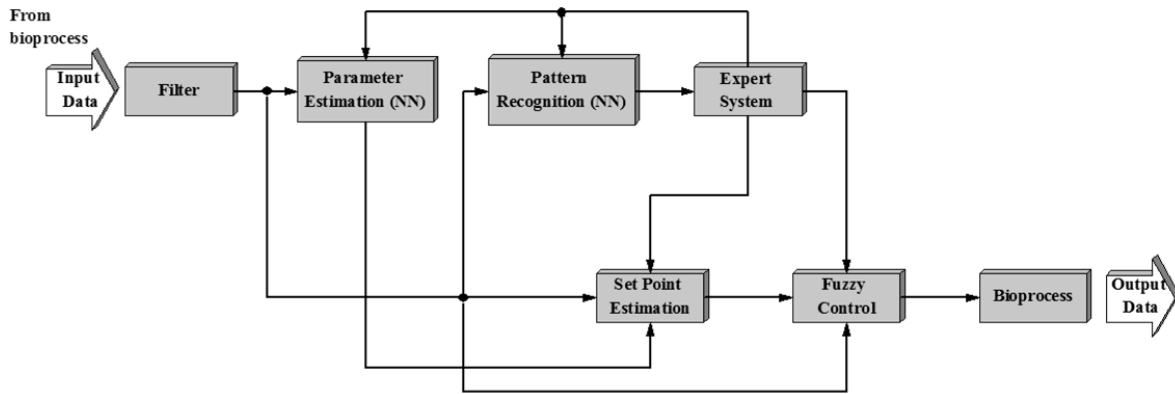 From
bioprocess
Input
Data
Filter
Parameter
Estimation (NN)
Pattern
Recognition (NN)
Expert
System
Set Point
Estimation
Fuzzy
Control
Bioprocess
Output
Data